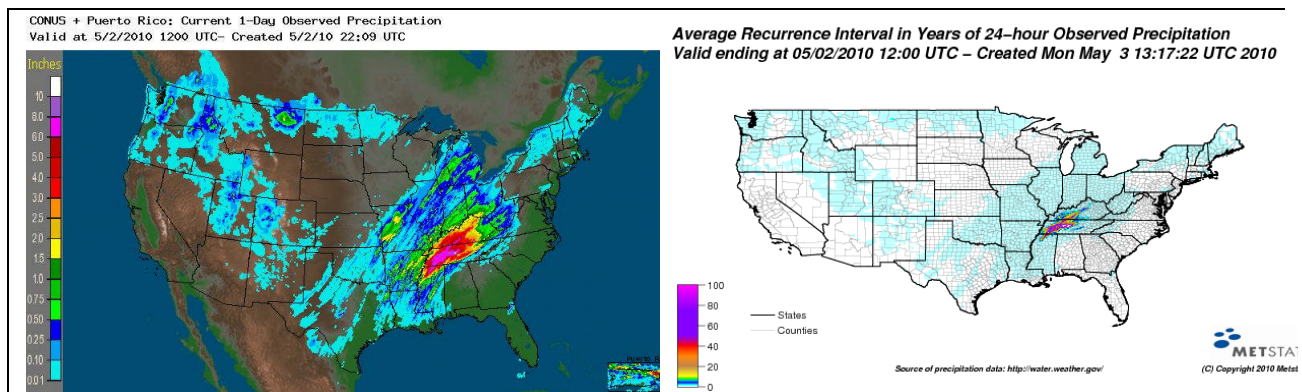 CONUS + Puerto Rico: Current 1-Day Observed Precipitation
Valid at 5/2/2010 1200 UTC- Created 5/2/10 22:09 UTC
Inches
10
8.0
6.0
5.0
4.0
3.0
2.5
2.0
1.5
1.0
0.75
0.50
0.25
0.10
0.01
Puerto R
Average Recurrence Interval in Years of 24-hour Observed Precipitation
Valid ending at 05/02/2010 12:00 UTC - Created Mon May 3 13:17:22 UTC 2010
100
80
60
40
20
0
States
Counties
METSTAT
Source of precipitation data: http://water.weather.gov/
(C) Copyright 2010 Metst